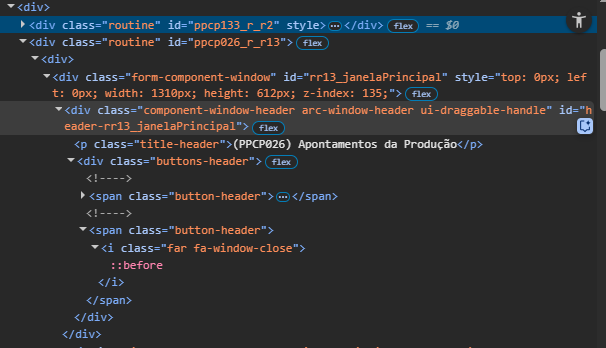 <div>
<div class="routine" id="ppcp133_r_r2" style>…</div> flex == $0
<div class="routine" id="ppcp026_r_r13"> flex
<div>
<div class="form-component-window" id="rr13_janelaPrincipal" style="top: 0px; lef
t: 0px; width: 1310px; height: 612px; z-index: 135;"> flex
<div class="component-window-header arc-window-header ui-draggable-handle" id="h
eader-rr13_janelaPrincipal"> flex
<p class="title-header">(PPCP026) Apontamentos da Produção</p>
<div class="buttons-header"> flex
<!---->
<span class="button-header">…</span>
<!---->
<span class="button-header">
<i class="far fa-window-close">
::before
</i>
</span>
</div>
</div>